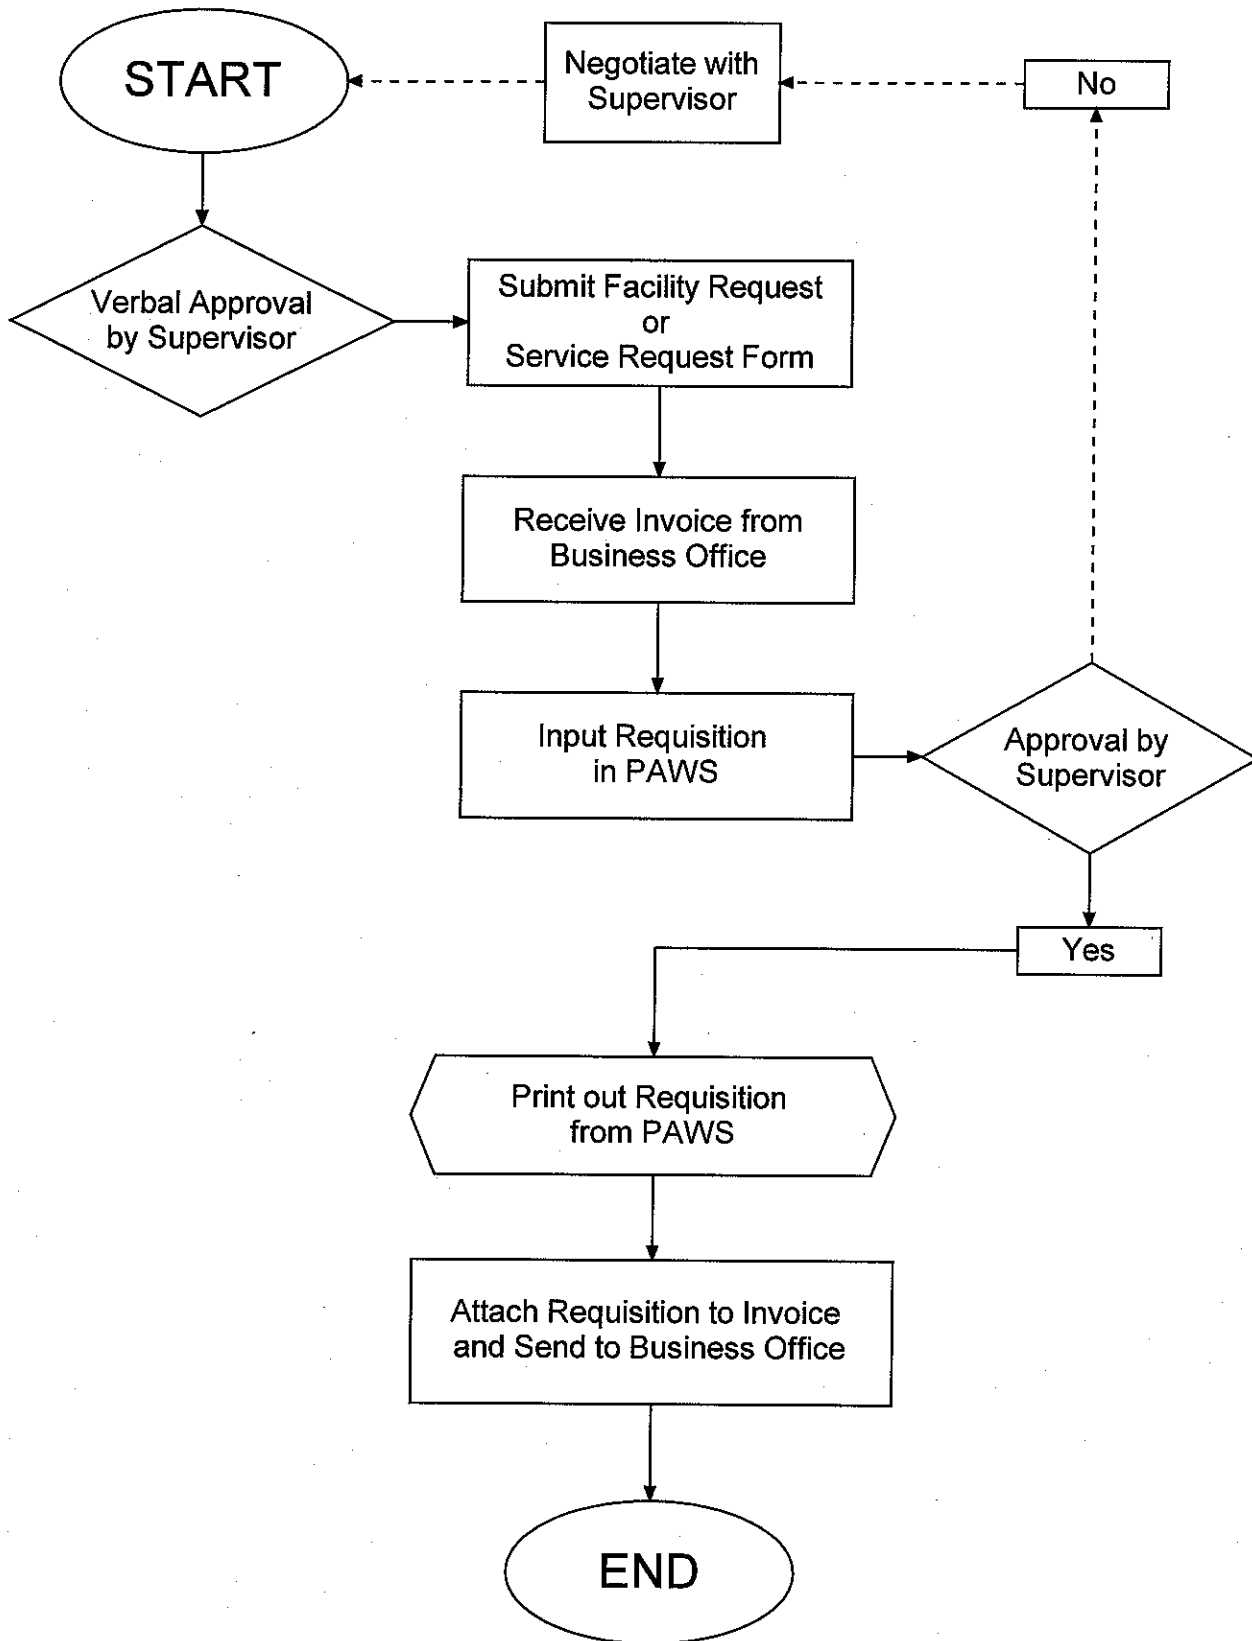 START
Negotiate with
Supervisor
No
Verbal Approval
by Supervisor
Submit Facility Request
or
Service Request Form
Receive Invoice from
Business Office
Input Requisition
in PAWS
Approval by
Supervisor
Yes
Print out Requisition
from PAWS
Attach Requisition to Invoice
and Send to Business Office
END